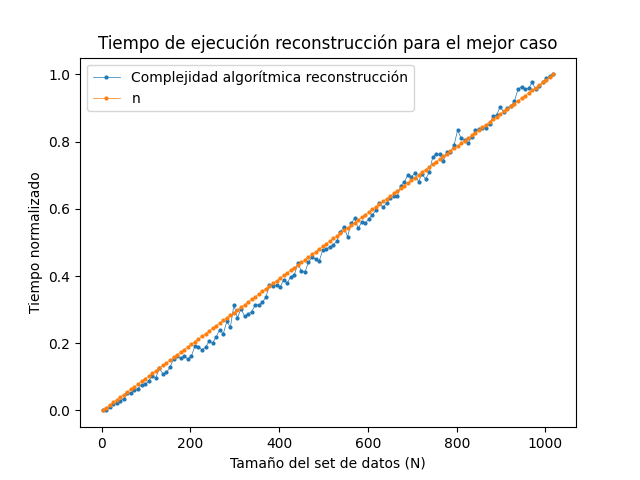 Tiempo de ejecución reconstrucción para el mejor caso
Complejidad algorítmica reconstrucción
n
1.0
0.8
0.6
0.4
0.2
0.0
Tiempo normalizado
0 200 400 600 800 1000
Tamaño del set de datos (N)